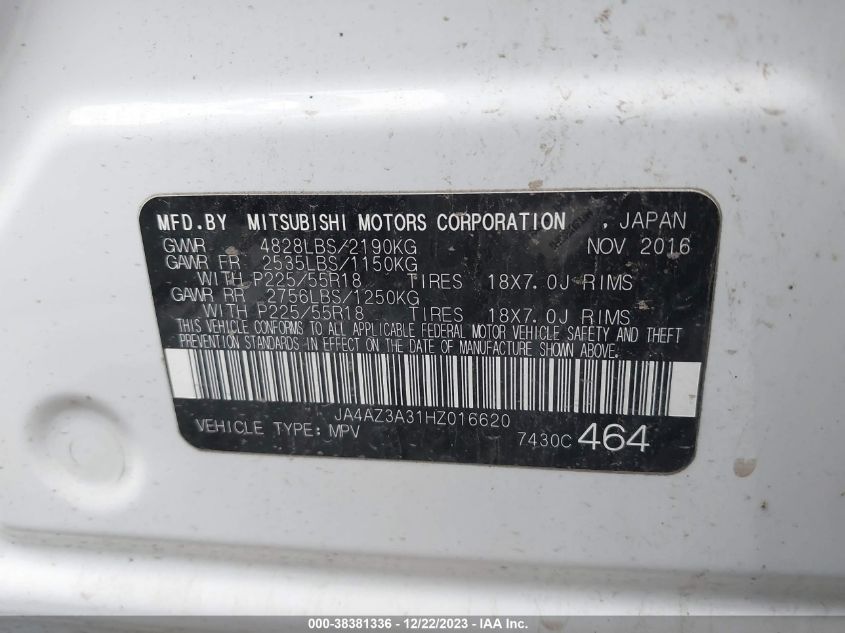 MFD.BY MITSUBISHI MOTORS CORPORATION , JAPAN
GVWR 4828LBS/2190KG NOV 2016
GAWR FR 2535LBS/1150KG
WITH P225/55R18 TIRES 18X7.0J RIMS
GAWR RR 2756LBS/1250KG
WITH P225/55R18 TIRES 18X7.0J RIMS
THIS VEHICLE CONFORMS TO ALL APPLICABLE FEDERAL MOTOR VEHICLE SAFETY AND THEFT
PREVENTION STANDARDS IN EFFECT ON THE DATE OF MANUFACTURE SHOWN ABOVE.
JA4AZ3A31HZ016620
VEHICLE TYPE: MPV 7430C 464
000-38381336 - 12/22/2023 - IAA Inc.